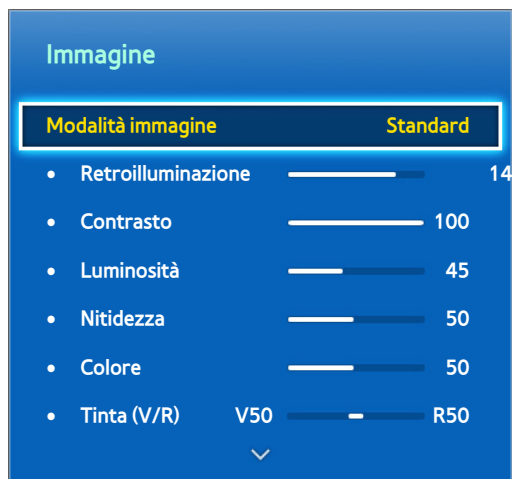 Immagine
Modalità immagine Standard
• Retroilluminazione 14
• Contrasto 100
• Luminosità 45
• Nitidezza 50
• Colore 50
• Tinta (V/R) V50 R50